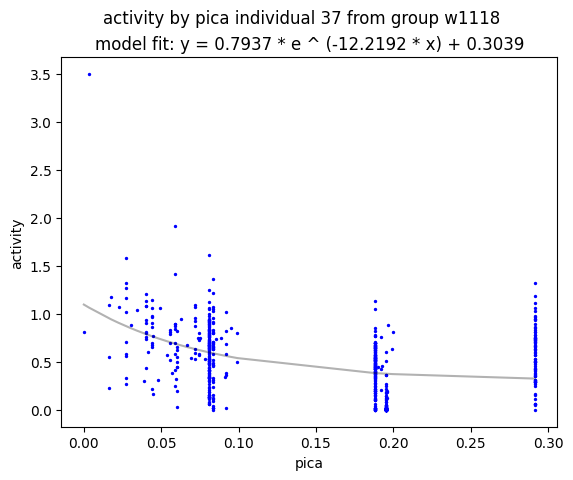 activity by pica individual 37 from group w1118
model fit: y = 0.7937 * e ^ (-12.2192 * x) + 0.3039
3.5
3.0
2.5
2.0
1.5
1.0
0.5
0.0
activity
0.00 0.05 0.10 0.15 0.20 0.25 0.30
pica